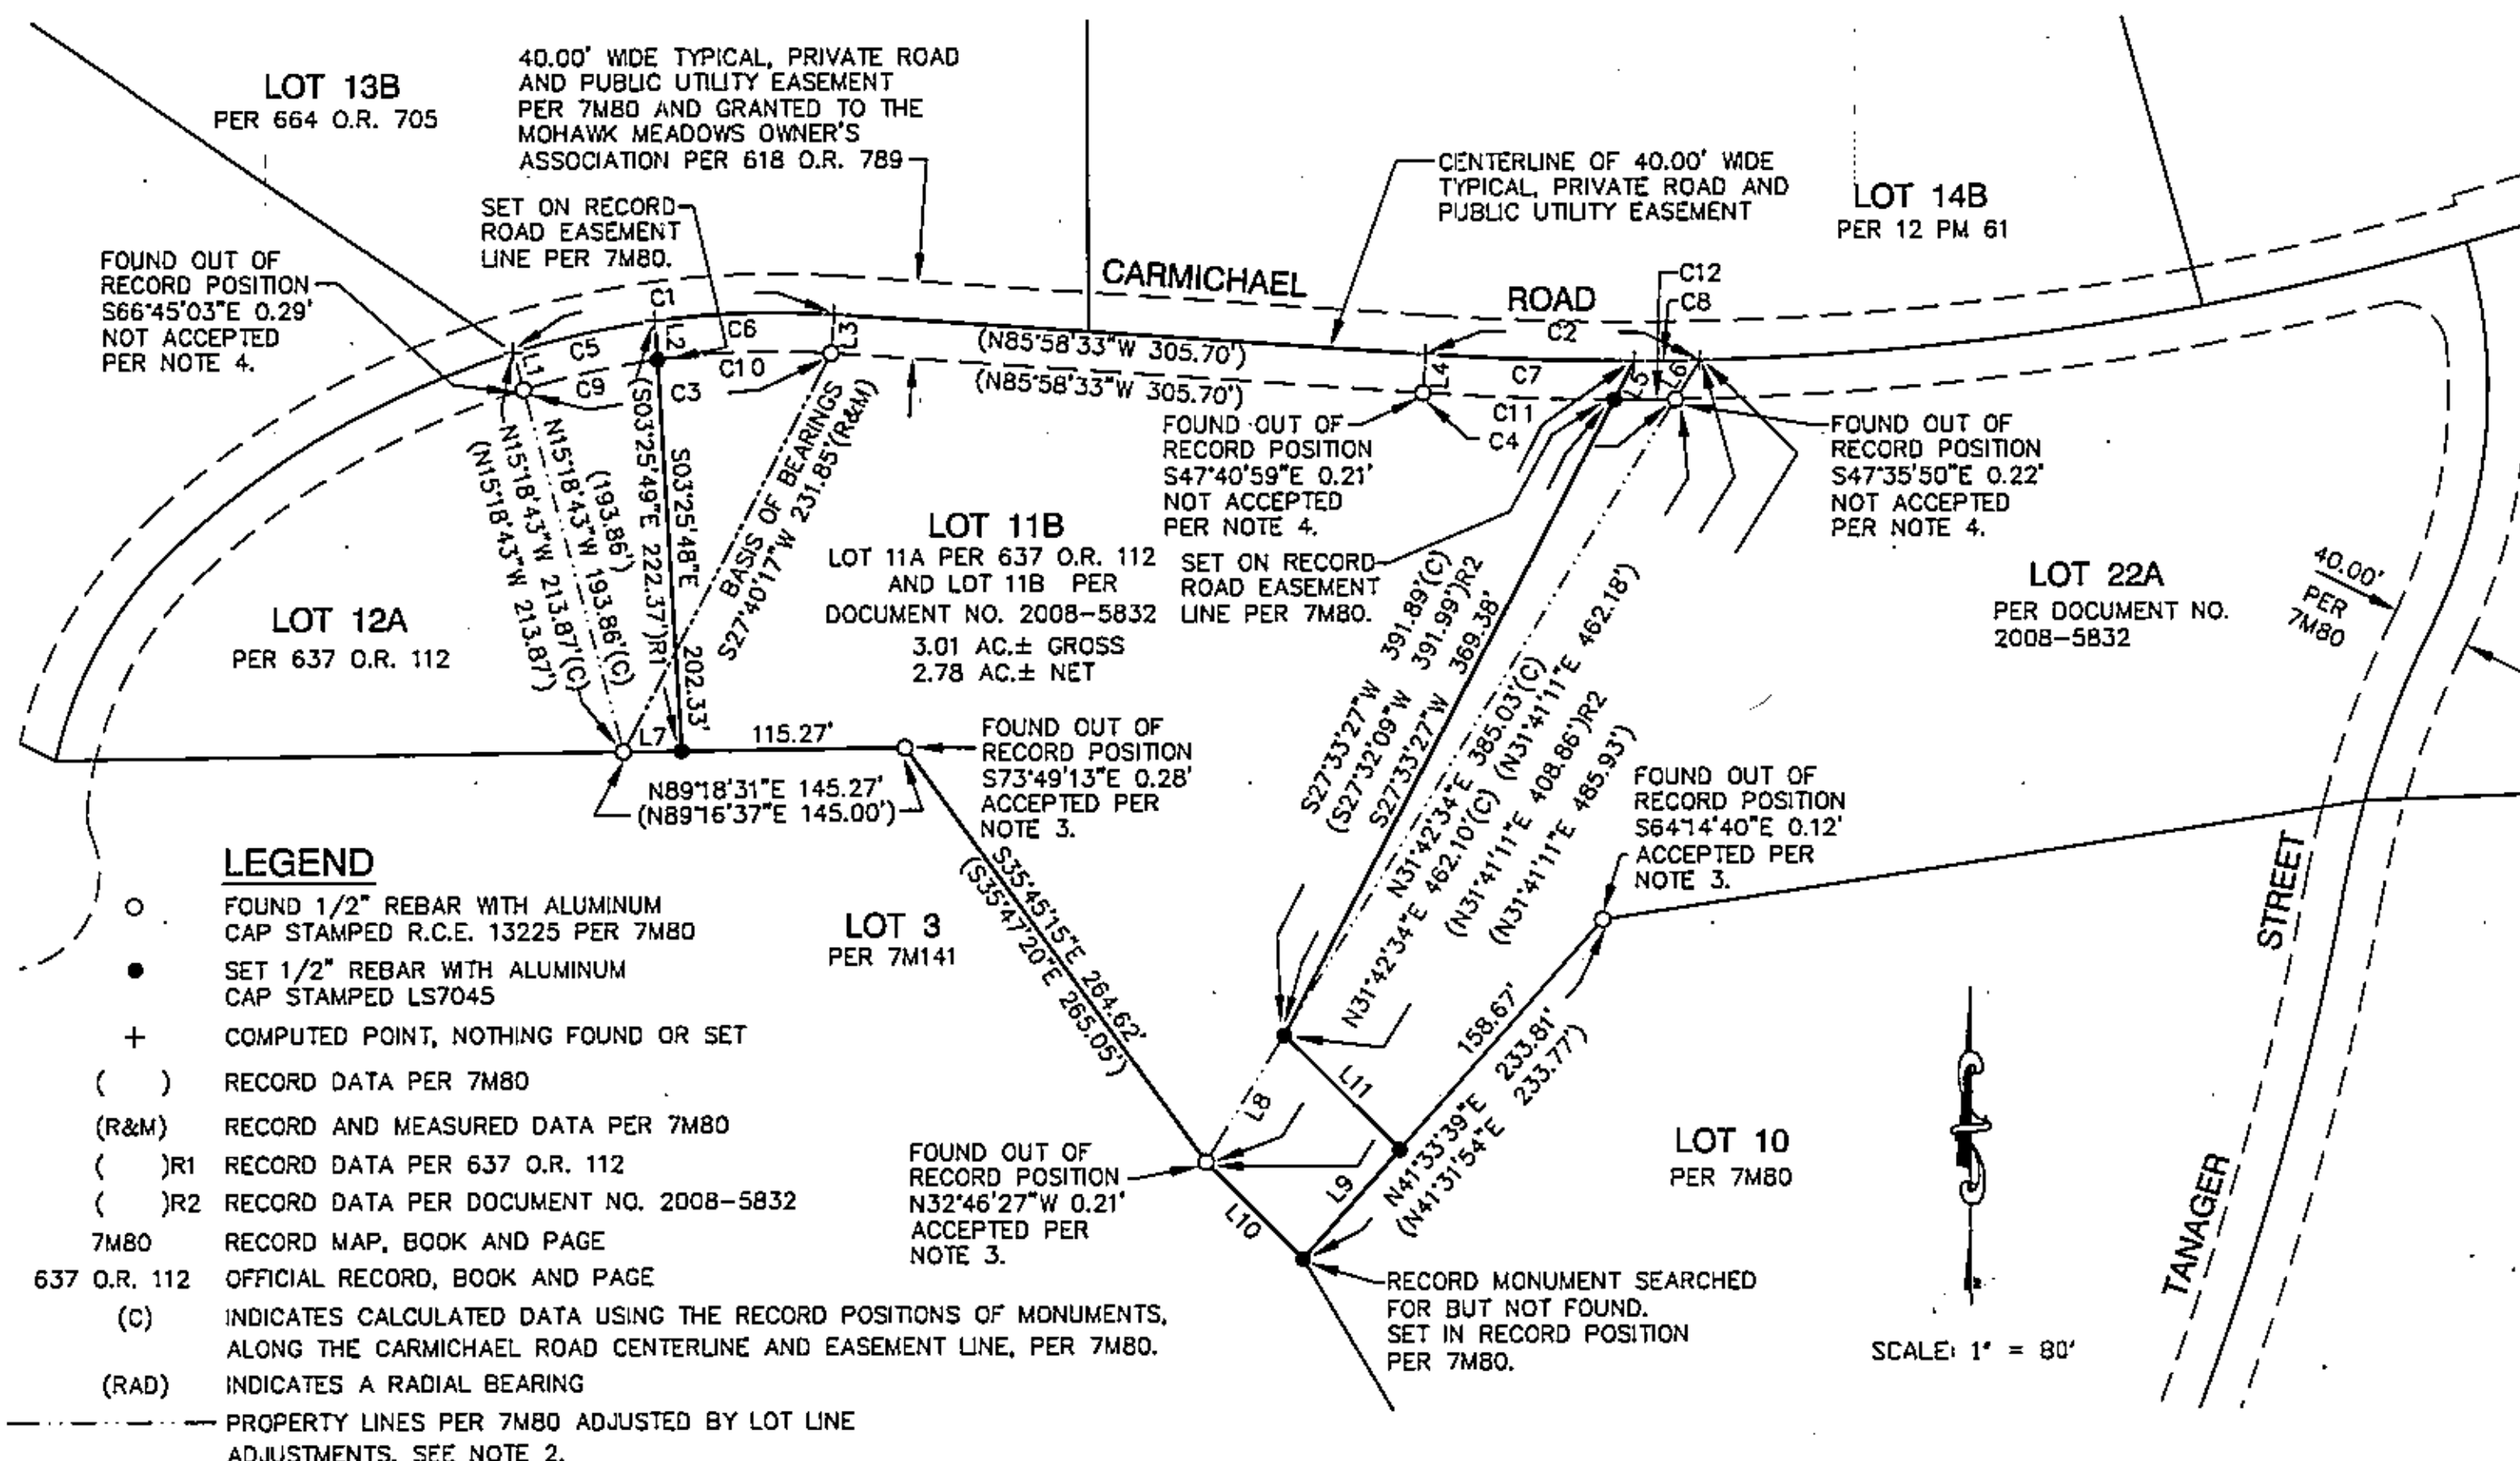 LOT 13B
PER 664 O.R. 705
40.00' WIDE TYPICAL, PRIVATE ROAD
AND PUBLIC UTILITY EASEMENT
PER 7M80 AND GRANTED TO THE
MOHAWK MEADOWS OWNER'S
ASSOCIATION PER 618 O.R. 789
SET ON RECORD
ROAD EASEMENT
LINE PER 7M80.
FOUND OUT OF
RECORD POSITION
S66°45'03"E 0.29'
NOT ACCEPTED
PER NOTE 4.
CENTERLINE OF 40.00' WIDE
TYPICAL, PRIVATE ROAD AND
PUBLIC UTILITY EASEMENT
LOT 14B
PER 12 PM 61
CARMICHAEL ROAD
C1
C5
C6
L1
L2
L3
C9
C10
C3
(N85°58'33"W 305.70')
(N85°58'33"W 305.70')
C2
C12
C8
L4
C7
L5
L6
C11
C4
FOUND OUT OF
RECORD POSITION
S47°40'59"E 0.21'
NOT ACCEPTED
PER NOTE 4.
FOUND OUT OF
RECORD POSITION
S47°35'50"E 0.22'
NOT ACCEPTED
PER NOTE 4.
SET ON RECORD
ROAD EASEMENT
LINE PER 7M80.
(N15°18'43"W 213.87')
N15°18'43"W 213.87'(C)
N15°18'43"W 193.86'(C)
(193.86')
(S03°25'49"E 222.37')R1
S03°25'48"E 202.33'
BASIS OF BEARINGS
S27°40'17"W 231.85'(R&M)
LOT 11B
LOT 11A PER 637 O.R. 112
AND LOT 11B PER
DOCUMENT NO. 2008-5832
3.01 AC.± GROSS
2.78 AC.± NET
LOT 12A
PER 637 O.R. 112
LOT 22A
PER DOCUMENT NO.
2008-5832
40.00'
PER
7M80
S27°33'27"W 391.89'(C)
(S27°32'09"W 391.99')R2
S27°33'27"W 369.38'
N31°42'34"E 385.03'(C)
N31°42'34"E 462.10'(C) (N31°41'11"E 462.18')
(N31°41'11"E 408.86')R2
(N31°41'11"E 485.93')
L7
115.27'
N89°18'31"E 145.27'
(N89°16'37"E 145.00')
FOUND OUT OF
RECORD POSITION
S73°49'13"E 0.28'
ACCEPTED PER
NOTE 3.
FOUND OUT OF
RECORD POSITION
S64°14'40"E 0.12'
ACCEPTED PER
NOTE 3.
S35°45'15"E 264.62'
(S35°47'20"E 265.05')
LOT 3
PER 7M141
158.67'
N41°33'39"E 233.81'
(N41°31'54"E 233.77')
L8
L11
L9
L10
FOUND OUT OF
RECORD POSITION
N32°46'27"W 0.21'
ACCEPTED PER
NOTE 3.
RECORD MONUMENT SEARCHED
FOR BUT NOT FOUND.
SET IN RECORD POSITION
PER 7M80.
LOT 10
PER 7M80
TANAGER STREET
SCALE: 1" = 80'
LEGEND
FOUND 1/2" REBAR WITH ALUMINUM
CAP STAMPED R.C.E. 13225 PER 7M80
SET 1/2" REBAR WITH ALUMINUM
CAP STAMPED LS7045
+ COMPUTED POINT, NOTHING FOUND OR SET
( ) RECORD DATA PER 7M80
(R&M) RECORD AND MEASURED DATA PER 7M80
( )R1 RECORD DATA PER 637 O.R. 112
( )R2 RECORD DATA PER DOCUMENT NO. 2008-5832
7M80 RECORD MAP, BOOK AND PAGE
637 O.R. 112 OFFICIAL RECORD, BOOK AND PAGE
(C) INDICATES CALCULATED DATA USING THE RECORD POSITIONS OF MONUMENTS,
ALONG THE CARMICHAEL ROAD CENTERLINE AND EASEMENT LINE, PER 7M80.
(RAD) INDICATES A RADIAL BEARING
PROPERTY LINES PER 7M80 ADJUSTED BY LOT LINE
ADJUSTMENTS. SEE NOTE 2.